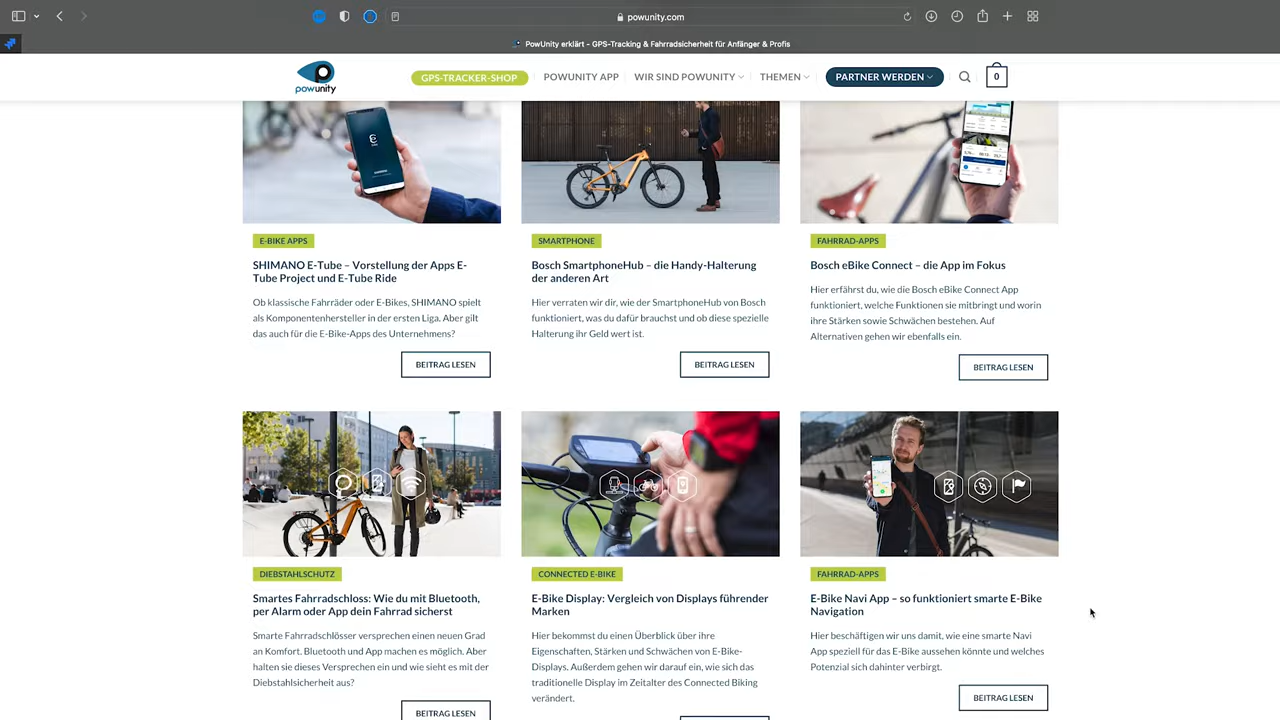 powunity.com
PowUnity erklärt - GPS-Tracking & Fahrradsicherheit für Anfänger & Profis
powunity
GPS-TRACKER-SHOP
POWUNITY APP
WIR SIND POWUNITY
THEMEN
PARTNER WERDEN
0
E-BIKE APPS
SHIMANO E-Tube – Vorstellung der Apps E-
Tube Project und E-Tube Ride
Ob klassische Fahrräder oder E-Bikes, SHIMANO spielt
als Komponentenhersteller in der ersten Liga. Aber gilt
das auch für die E-Bike-Apps des Unternehmens?
BEITRAG LESEN
SMARTPHONE
Bosch SmartphoneHub – die Handy-Halterung
der anderen Art
Hier verraten wir dir, wie der SmartphoneHub von Bosch
funktioniert, was du dafür brauchst und ob diese spezielle
Halterung ihr Geld wert ist.
BEITRAG LESEN
FAHRRAD-APPS
Bosch eBike Connect – die App im Fokus
Hier erfährst du, wie die Bosch eBike Connect App
funktioniert, welche Funktionen sie mitbringt und worin
ihre Stärken sowie Schwächen bestehen. Auf
Alternativen gehen wir ebenfalls ein.
BEITRAG LESEN
DIEBSTAHLSCHUTZ
Smartes Fahrradschloss: Wie du mit Bluetooth,
per Alarm oder App dein Fahrrad sicherst
Smarte Fahrradschlösser versprechen einen neuen Grad
an Komfort. Bluetooth und App machen es möglich. Aber
halten sie dieses Versprechen ein und wie sieht es mit der
Diebstahlsicherheit aus?
BEITRAG LESEN
CONNECTED E-BIKE
E-Bike Display: Vergleich von Displays führender
Marken
Hier bekommst du einen Überblick über ihre
Eigenschaften, Stärken und Schwächen von E-Bike-
Displays. Außerdem gehen wir darauf ein, wie sich das
traditionelle Display im Zeitalter des Connected Biking
verändert.
FAHRRAD-APPS
E-Bike Navi App – so funktioniert smarte E-Bike
Navigation
Hier beschäftigen wir uns damit, wie eine smarte Navi
App speziell für das E-Bike aussehen könnte und welches
Potenzial sich dahinter verbirgt.
BEITRAG LESEN